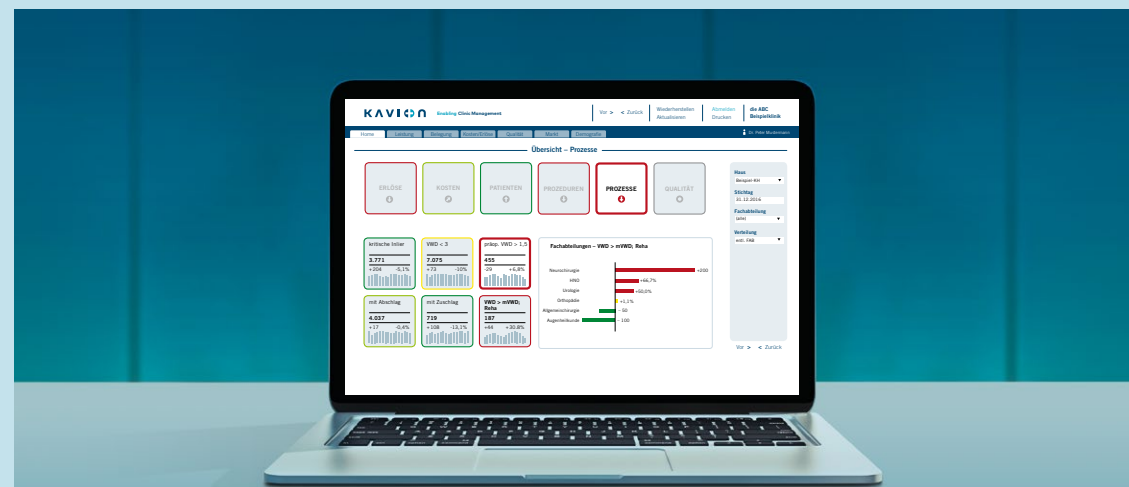 KAVION Enabling Clinic Management
Vor > < Zurück
Wiederherstellen
Aktualisieren
Abmelden
Drucken
die ABC
Beispielklinik
Home Leistung Belegung Kosten/Erlöse Qualität Markt Demografie
Dr. Peter Mustermann
Übersicht – Prozesse
ERLÖSE KOSTEN PATIENTEN PROZEDUREN PROZESSE QUALITÄT
Haus
Beispiel-KH
Stichtag
31.12.2016
Fachabteilung
(alle)
Verteilung
entl. FAB
kritische Inlier
3.771
+204 -5,1%
VWD < 3
7.075
+73 -10%
präop. VWD > 1,5
455
-29 +6,8%
mit Abschlag
4.037
+17 -0,4%
mit Zuschlag
719
+108 -13,1%
VWD > mVWD;
Reha
187
+44 +30.8%
Fachabteilungen – VWD > mVWD; Reha
Neurochirurgie +200
HNO +66,7%
Urologie +50,0%
Orthopädie +1,1%
Allgemeinchirurgie – 50
Augenheilkunde – 100
Vor > < Zurück